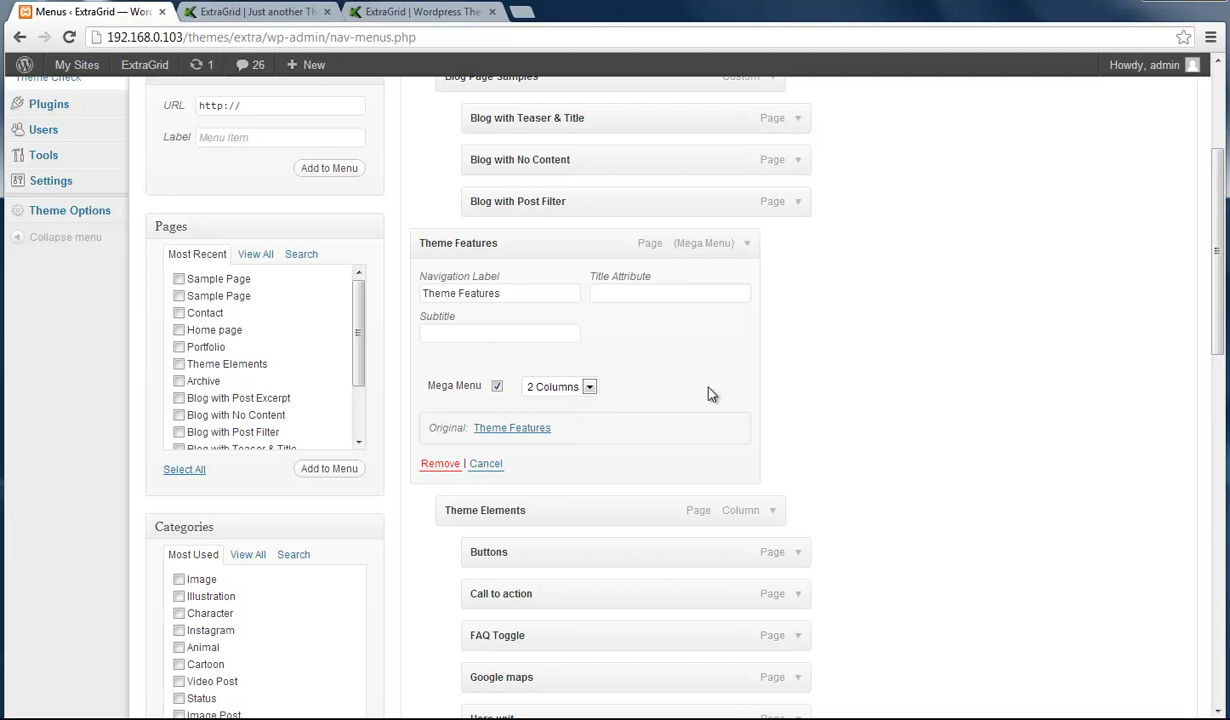 Menus ‹ ExtraGrid — Wor
ExtraGrid | Just another Th
ExtraGrid | Wordpress The
192.168.0.103/themes/extra/wp-admin/nav-menus.php
My Sites
ExtraGrid
1
26
New
Howdy, admin
Theme Check
Plugins
Users
Tools
Settings
Theme Options
Collapse menu
URL http://
Label Menu Item
Add to Menu
Pages
Most Recent View All Search
Sample Page
Sample Page
Contact
Home page
Portfolio
Theme Elements
Archive
Blog with Post Excerpt
Blog with No Content
Blog with Post Filter
Blog with Teaser & Title
Select All
Add to Menu
Categories
Most Used View All Search
Image
Illustration
Character
Instagram
Animal
Cartoon
Video Post
Status
Image Post
Blog Page Samples Custom
Blog with Teaser & Title Page
Blog with No Content Page
Blog with Post Filter Page
Theme Features Page (Mega Menu)
Navigation Label Title Attribute
Theme Features
Subtitle
Mega Menu 2 Columns
Original: Theme Features
Remove | Cancel
Theme Elements Page Column
Buttons Page
Call to action Page
FAQ Toggle Page
Google maps Page
Hero unit Page